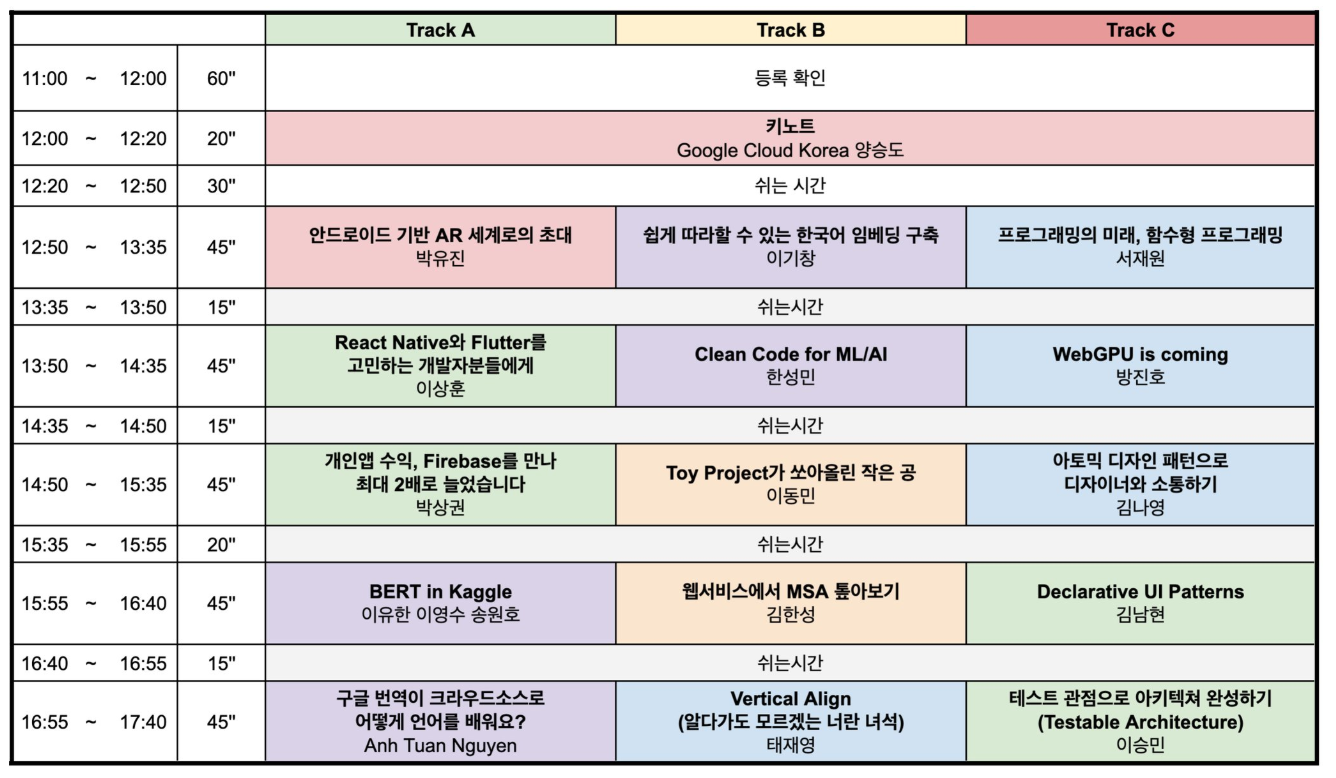 Track A Track B Track C
11:00 ~ 12:00 60" 등록 확인
12:00 ~ 12:20 20" 키노트
Google Cloud Korea 양승도
12:20 ~ 12:50 30" 쉬는 시간
12:50 ~ 13:35 45"
안드로이드 기반 AR 세계로의 초대
박유진
쉽게 따라할 수 있는 한국어 임베딩 구축
이기창
프로그래밍의 미래, 함수형 프로그래밍
서재원
13:35 ~ 13:50 15" 쉬는시간
13:50 ~ 14:35 45"
React Native와 Flutter를
고민하는 개발자분들에게
이상훈
Clean Code for ML/AI
한성민
WebGPU is coming
방진호
14:35 ~ 14:50 15" 쉬는시간
14:50 ~ 15:35 45"
개인앱 수익, Firebase를 만나
최대 2배로 늘었습니다
박상권
Toy Project가 쏘아올린 작은 공
이동민
아토믹 디자인 패턴으로
디자이너와 소통하기
김나영
15:35 ~ 15:55 20" 쉬는시간
15:55 ~ 16:40 45"
BERT in Kaggle
이유한 이영수 송원호
웹서비스에서 MSA 톺아보기
김한성
Declarative UI Patterns
김남현
16:40 ~ 16:55 15" 쉬는시간
16:55 ~ 17:40 45"
구글 번역이 크라우드소스로
어떻게 언어를 배워요?
Anh Tuan Nguyen
Vertical Align
(알다가도 모르겠는 너란 녀석)
태재영
테스트 관점으로 아키텍쳐 완성하기
(Testable Architecture)
이승민